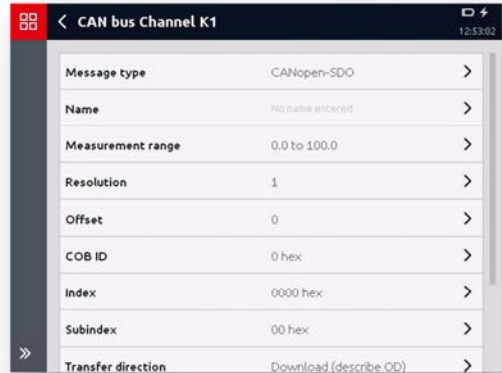 CAN bus Channel K1
12:53:02
Message type CANopen-SDO
Name No name entered
Measurement range 0.0 to 100.0
Resolution 1
Offset 0
COB ID 0 hex
Index 0000 hex
Subindex 00 hex
Transfer direction Download (describe OD)